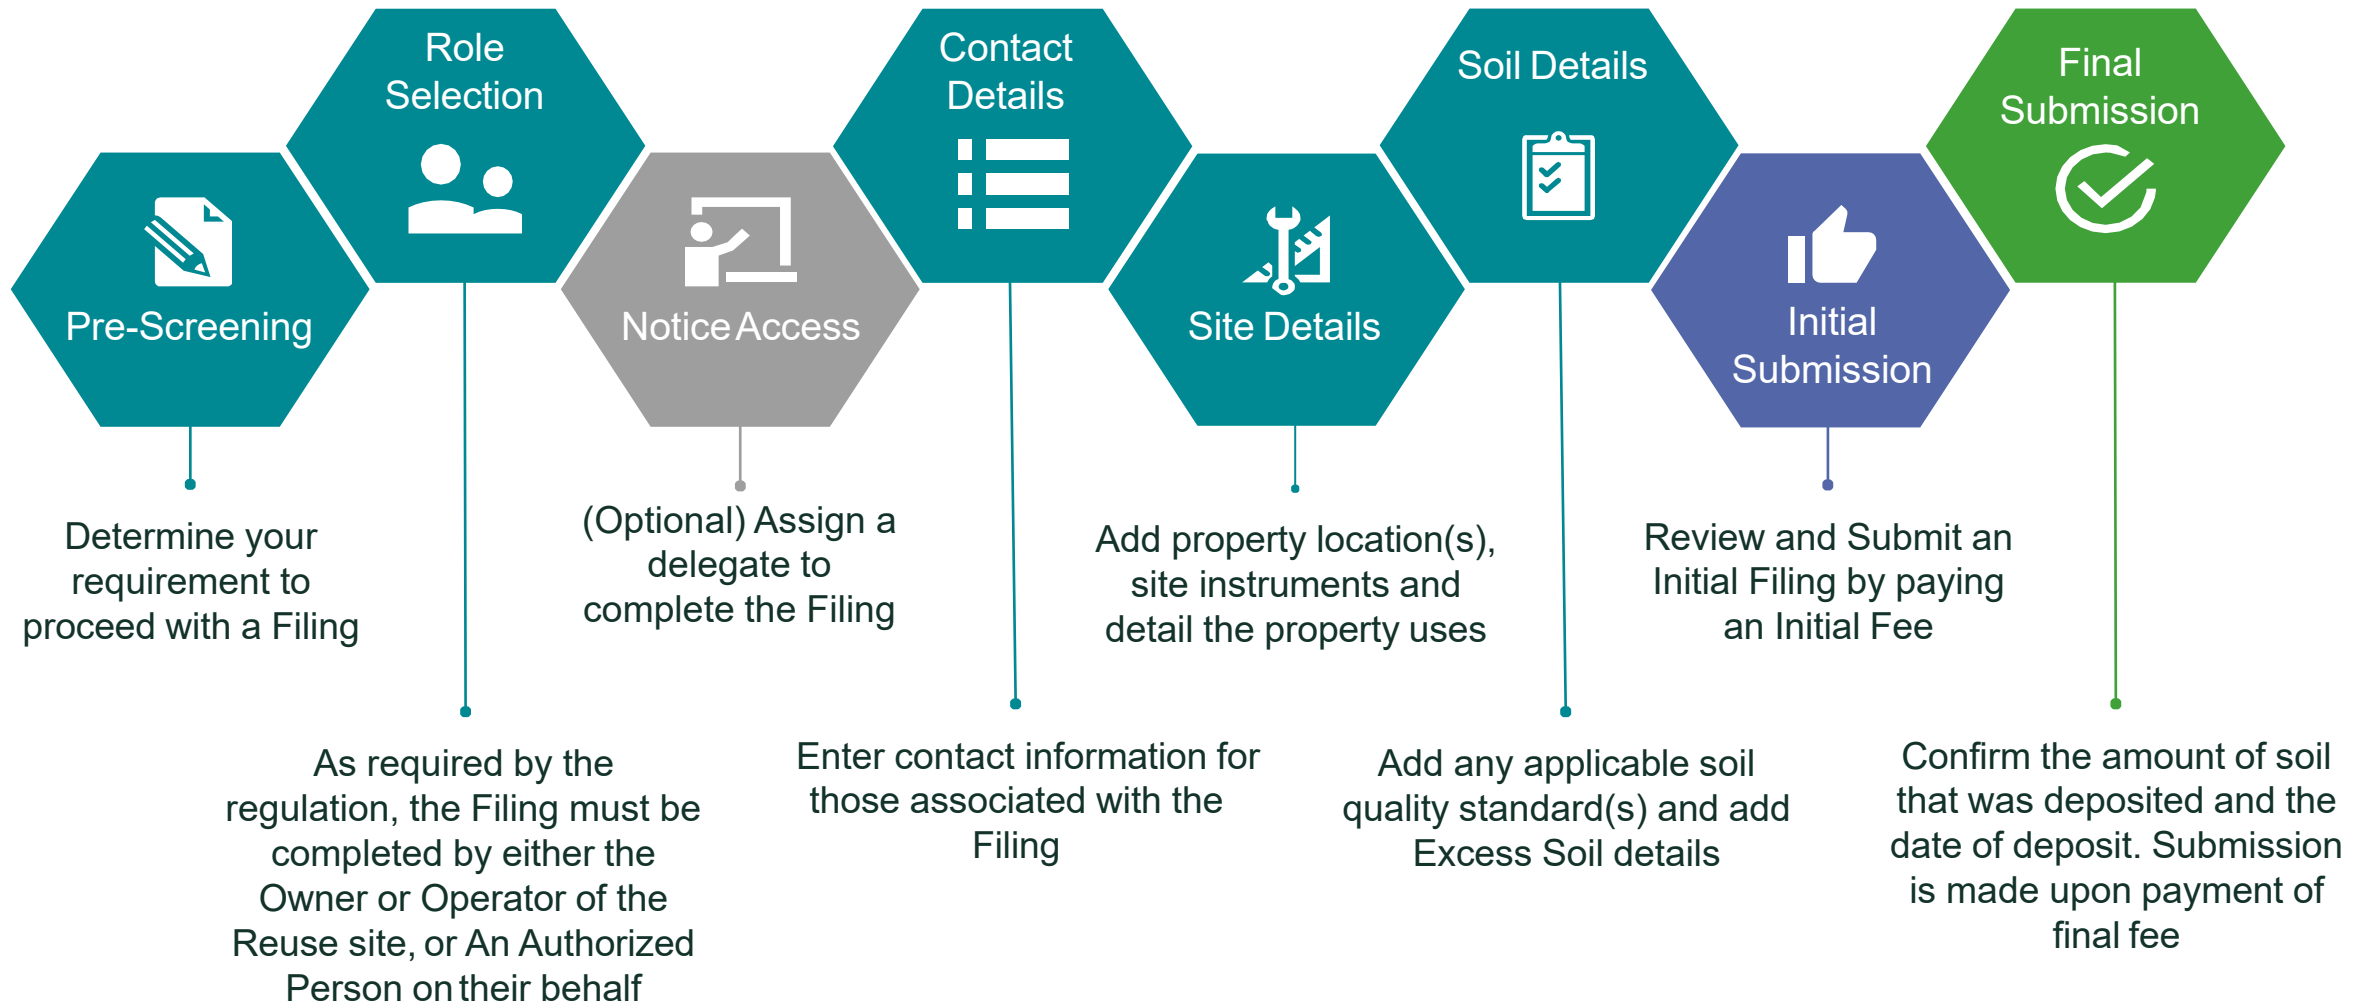 Pre-Screening
Determine your
requirement to
proceed with a Filing
Role
Selection
As required by the
regulation, the Filing must be
completed by either the
Owner or Operator of the
Reuse site, or An Authorized
Person on their behalf
Notice Access
(Optional) Assign a
delegate to
complete the Filing
Contact
Details
Enter contact information for
those associated with the
Filing
Site Details
Add property location(s),
site instruments and
detail the property uses
Soil Details
Add any applicable soil
quality standard(s) and add
Excess Soil details
Initial
Submission
Review and Submit an
Initial Filing by paying
an Initial Fee
Final
Submission
Confirm the amount of soil
that was deposited and the
date of deposit. Submission
is made upon payment of
final fee